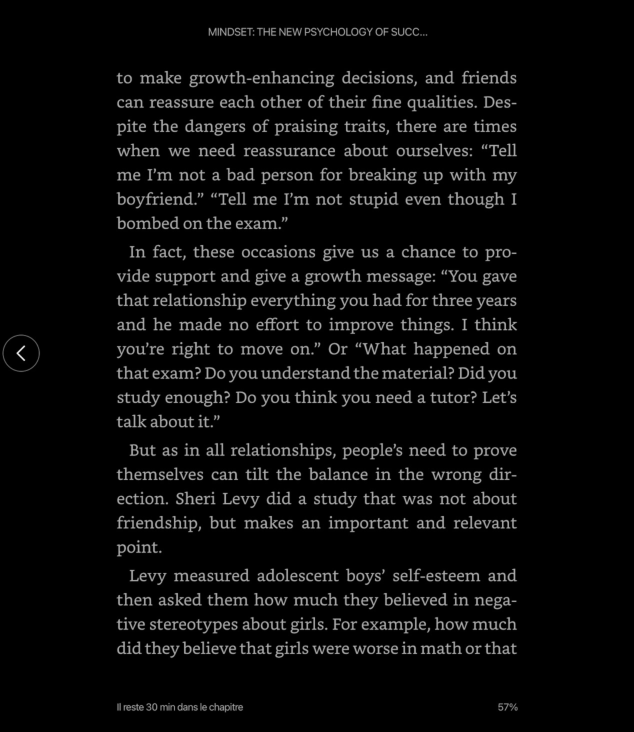 MINDSET: THE NEW PSYCHOLOGY OF SUCC...
to make growth-enhancing decisions, and friends
can reassure each other of their fine qualities. Des-
pite the dangers of praising traits, there are times
when we need reassurance about ourselves: “Tell
me I’m not a bad person for breaking up with my
boyfriend.” “Tell me I’m not stupid even though I
bombed on the exam.”
In fact, these occasions give us a chance to pro-
vide support and give a growth message: “You gave
that relationship everything you had for three years
and he made no effort to improve things. I think
you’re right to move on.” Or “What happened on
that exam? Do you understand the material? Did you
study enough? Do you think you need a tutor? Let’s
talk about it.”
But as in all relationships, people’s need to prove
themselves can tilt the balance in the wrong dir-
ection. Sheri Levy did a study that was not about
friendship, but makes an important and relevant
point.
Levy measured adolescent boys’ self-esteem and
then asked them how much they believed in nega-
tive stereotypes about girls. For example, how much
did they believe that girls were worse in math or that
Il reste 30 min dans le chapitre
57%